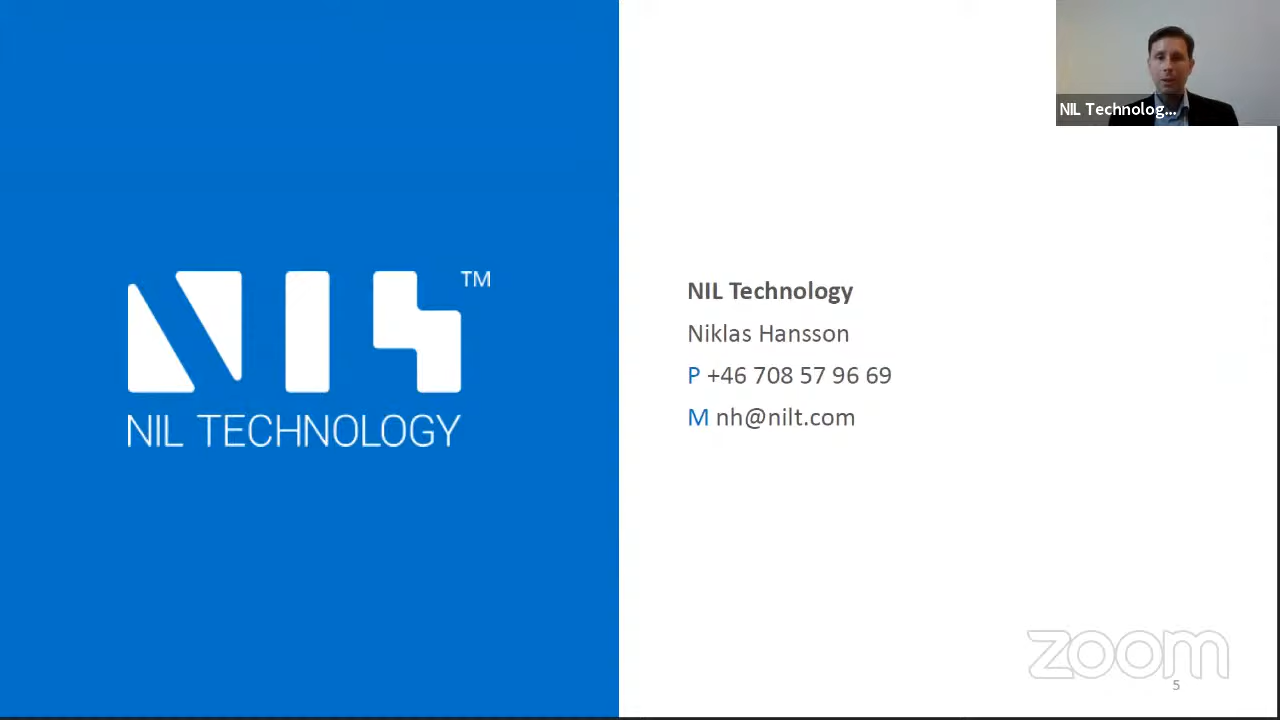 NIL Technolog...
TM
NIL TECHNOLOGY
NIL Technology
Niklas Hansson
P +46 708 57 96 69
M nh@nilt.com
zoom
5